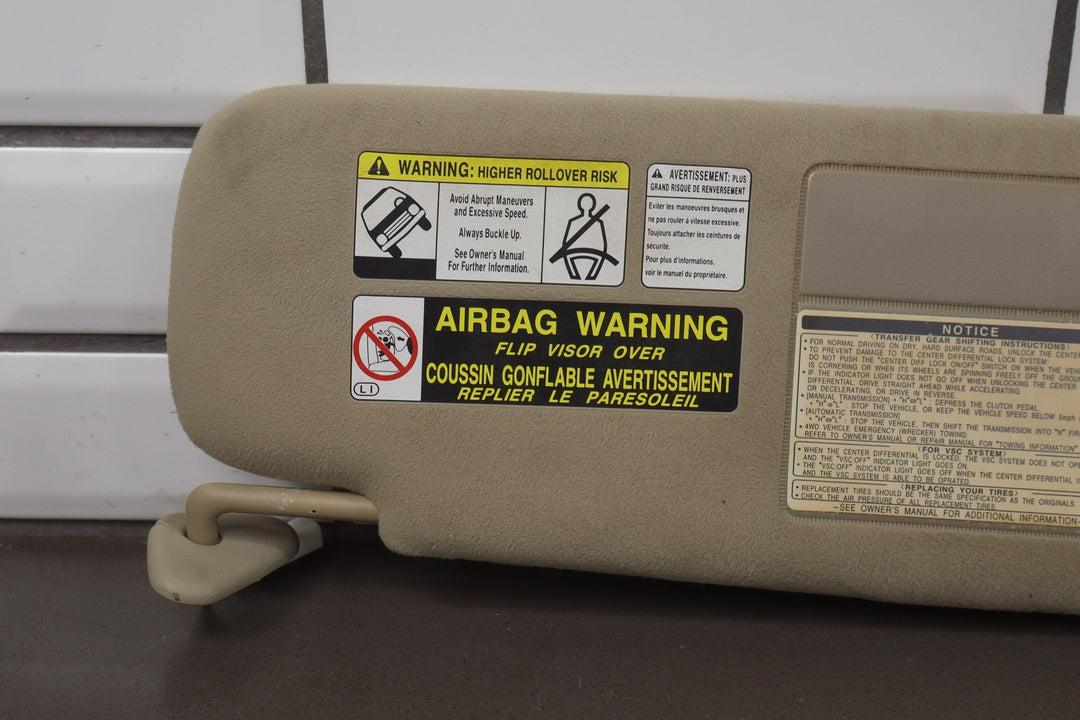 WARNING: HIGHER ROLLOVER RISK
Avoid Abrupt Maneuvers
and Excessive Speed.
Always Buckle Up.
See Owner's Manual
For Further Information.
AVERTISSEMENT: PLUS
GRAND RISQUE DE RENVERSEMENT
Eviter les manoeuvres brusques et
ne pas rouler à vitesse excessive.
Toujours attacher les ceintures de
sécurité.
Pour plus d'informations,
voir le manuel du propriétaire.
AIRBAG WARNING
FLIP VISOR OVER
COUSSIN GONFLABLE AVERTISSEMENT
REPLIER LE PARESOLEIL
LI
NOTICE
(TRANSFER GEAR SHIFTING INSTRUCTIONS)
• FOR NORMAL DRIVING ON DRY, HARD SURFACE ROADS, UNLOCK THE CENTE
• TO PREVENT DAMAGE TO THE CENTER DIFFERENTIAL LOCK SYSTEM:
DO NOT PUSH THE "CENTER DIFF LOCK ON/OFF" SWITCH ON WHEN THE VEH
IS CORNERING OR WHEN ITS WHEELS ARE SPINNING FREELY OFF THE GROU
• IF THE INDICATOR LIGHT DOES NOT GO OFF WHEN UNLOCKING THE CENTER
DIFFERENTIAL, DRIVE STRAIGHT AHEAD WHILE ACCELERATING
OR DECELERATING, OR DRIVE IN REVERSE.
• [MANUAL TRANSMISSION] • "H"⇔"L" : DEPRESS THE CLUTCH PEDAL.
• "H"⇒"L" : STOP THE VEHICLE, OR KEEP THE VEHICLE SPEED BELOW 5mph
• [AUTOMATIC TRANSMISSION]
• "H"⇔"L" : STOP THE VEHICLE, THEN SHIFT THE TRANSMISSION INTO "N" FIR
• 4WD VEHICLE EMERGENCY (WRECKER) TOWING:
REFER TO OWNER'S MANUAL OR REPAIR MANUAL FOR "TOWING INFORMATION"
(FOR VSC SYSTEM)
• WHEN THE CENTER DIFFERENTIAL IS LOCKED, THE VSC SYSTEM DOES NOT OPE
AND THE "VSC OFF" INDICATOR LIGHT GOES ON.
• THE "VSC OFF" INDICATOR LIGHT GOES OFF WHEN THE CENTER DIFFERENTIAL I
AND THE VSC SYSTEM IS ABLE TO BE OPRATED.
(REPLACING YOUR TIRES)
• REPLACEMENT TIRES SHOULD BE THE SAME SPECIFICATION AS THE ORIGINALS.
• CHECK THE AIR PRESSURE OF ALL REPLACEMENT TIRES.
–SEE OWNER'S MANUAL FOR ADDITIONAL INFORMATION